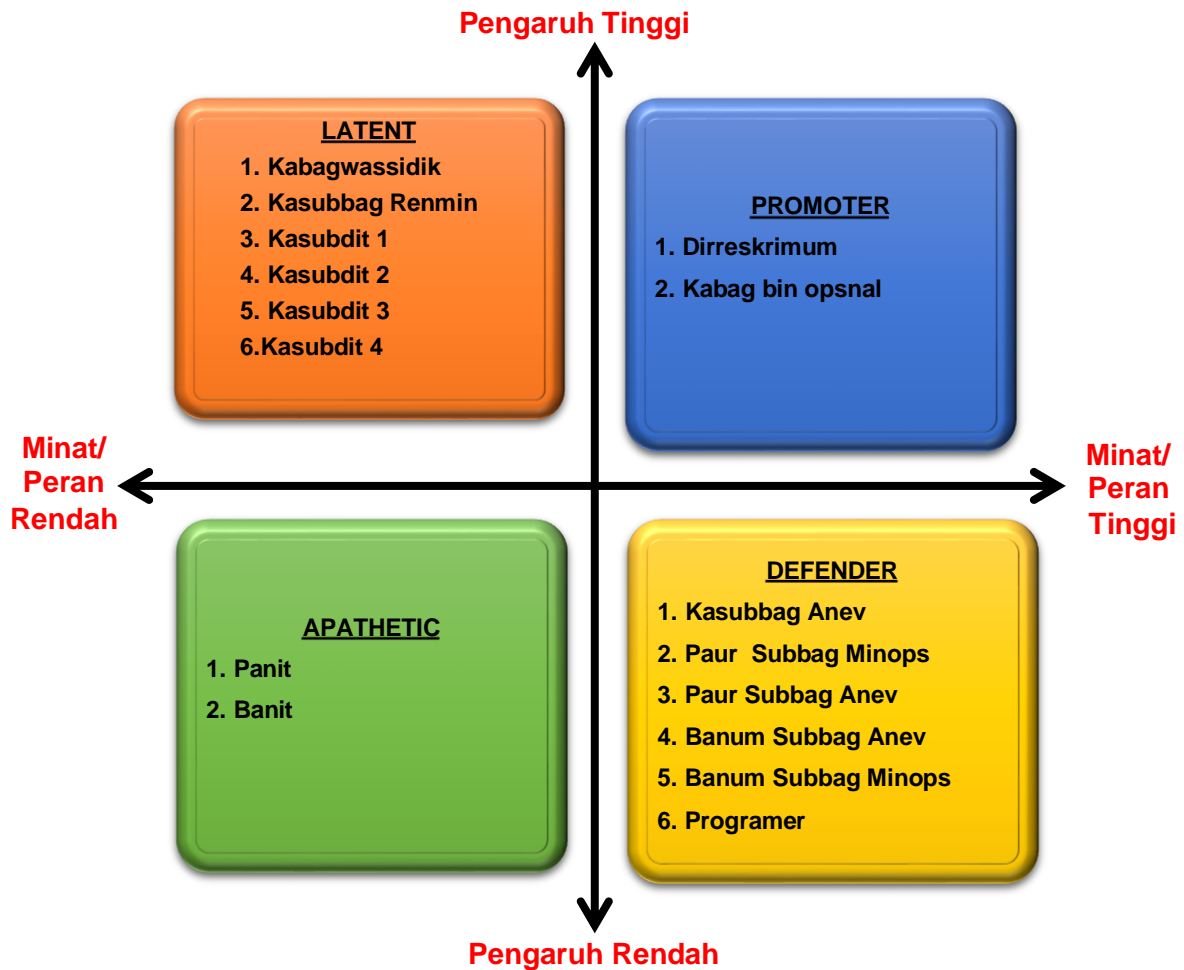 Pengaruh Tinggi
LATENT
1. Kabagwassidik
2. Kasubbag Renmin
3. Kasubdit 1
4. Kasubdit 2
5. Kasubdit 3
6.Kasubdit 4
PROMOTER
1. Dirreskrimum
2. Kabag bin opsnal
Minat/
Peran
Rendah
Minat/
Peran
Tinggi
APATHETIC
1. Panit
2. Banit
DEFENDER
1. Kasubbag Anev
2. Paur Subbag Minops
3. Paur Subbag Anev
4. Banum Subbag Anev
5. Banum Subbag Minops
6. Programer
Pengaruh Rendah